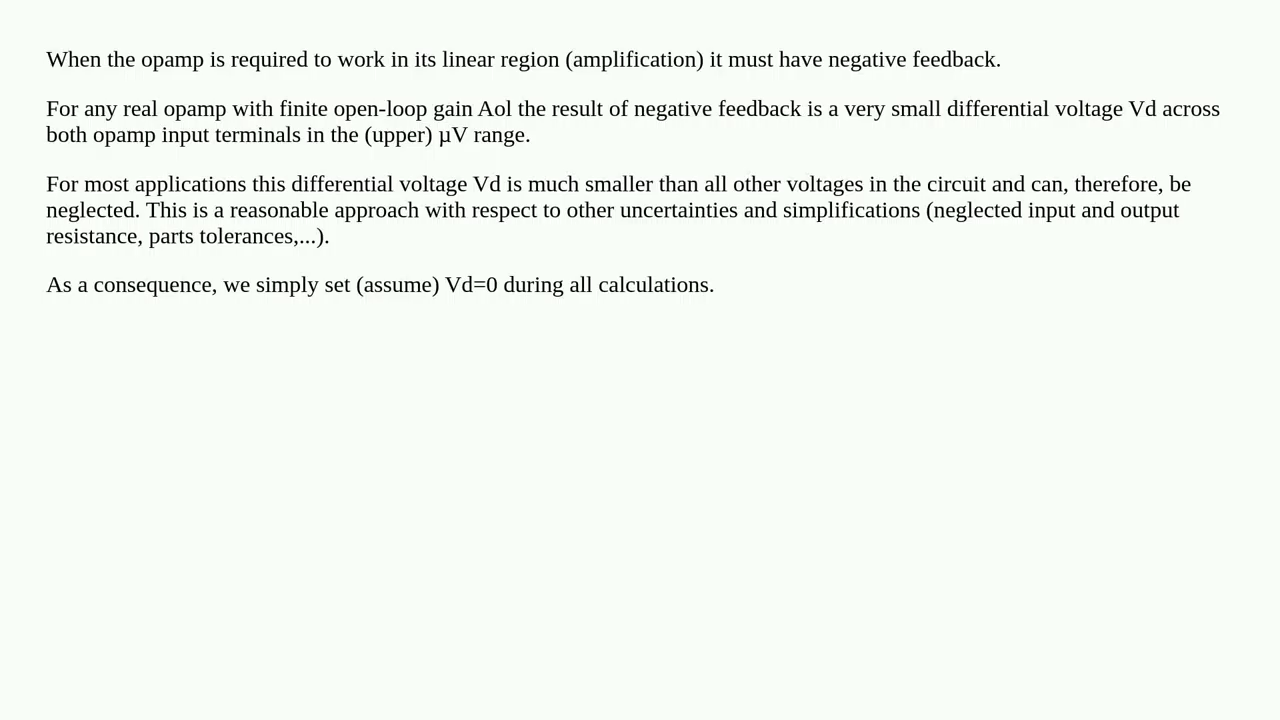 When the opamp is required to work in its linear region (amplification) it must have negative feedback.
For any real opamp with finite open-loop gain Aol the result of negative feedback is a very small differential voltage Vd across
both opamp input terminals in the (upper) µV range.
For most applications this differential voltage Vd is much smaller than all other voltages in the circuit and can, therefore, be
neglected. This is a reasonable approach with respect to other uncertainties and simplifications (neglected input and output
resistance, parts tolerances,...).
As a consequence, we simply set (assume) Vd=0 during all calculations.